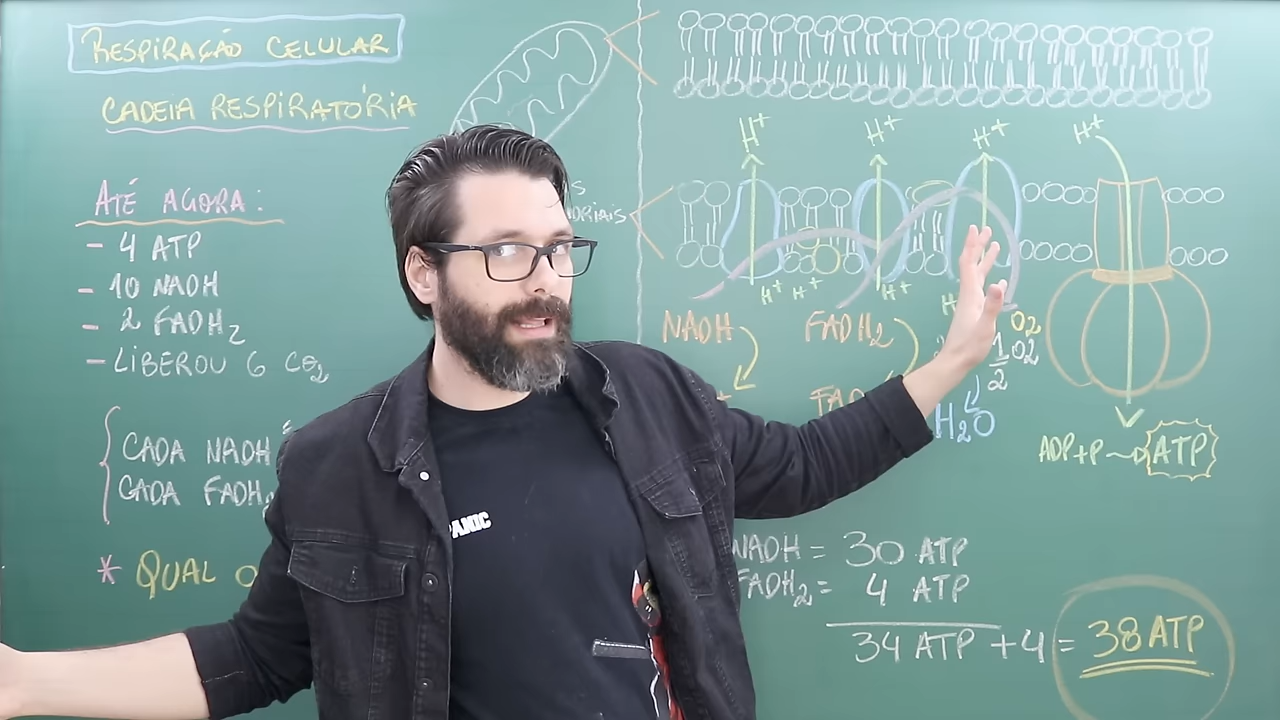 RESPIRAÇÃO CELULAR
CADEIA RESPIRATÓRIA
ATÉ AGORA:
- 4 ATP
- 10 NADH
- 2 FADH2
- LIBEROU 6 CO2
CADA NADH
CADA FADH2
* QUAL O
H+ H+ H+ H+
H+ H+ H+
NADH FADH2 O2
1/2 O2
H2O
ADP+P → ATP
NADH = 30 ATP
FADH2 = 4 ATP
34 ATP + 4 = 38 ATP